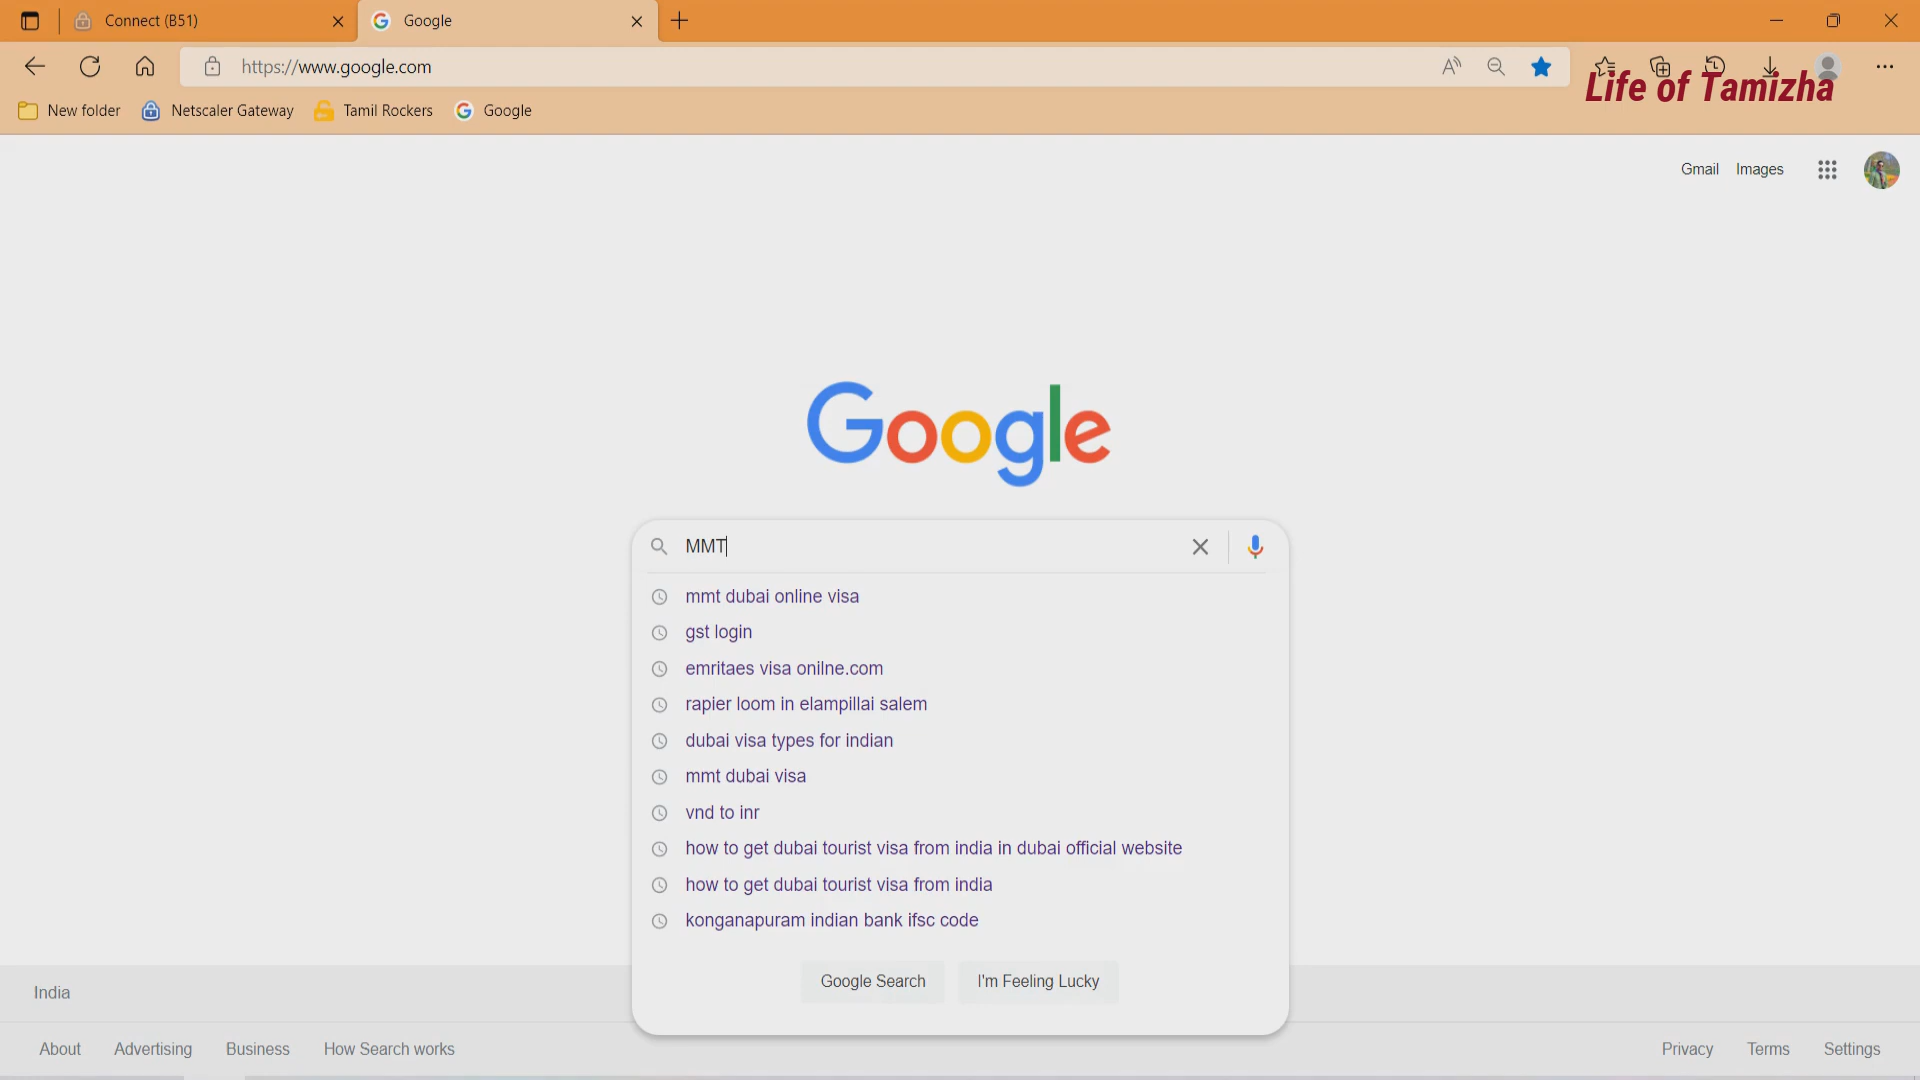 Connect (B51)
Google
https://www.google.com
Life of Tamizha
New folder
Netscaler Gateway
Tamil Rockers
Google
Gmail
Images
Google
MMT
mmt dubai online visa
gst login
emritaes visa onilne.com
rapier loom in elampillai salem
dubai visa types for indian
mmt dubai visa
vnd to inr
how to get dubai tourist visa from india in dubai official website
how to get dubai tourist visa from india
konganapuram indian bank ifsc code
Google Search
I'm Feeling Lucky
India
About
Advertising
Business
How Search works
Privacy
Terms
Settings